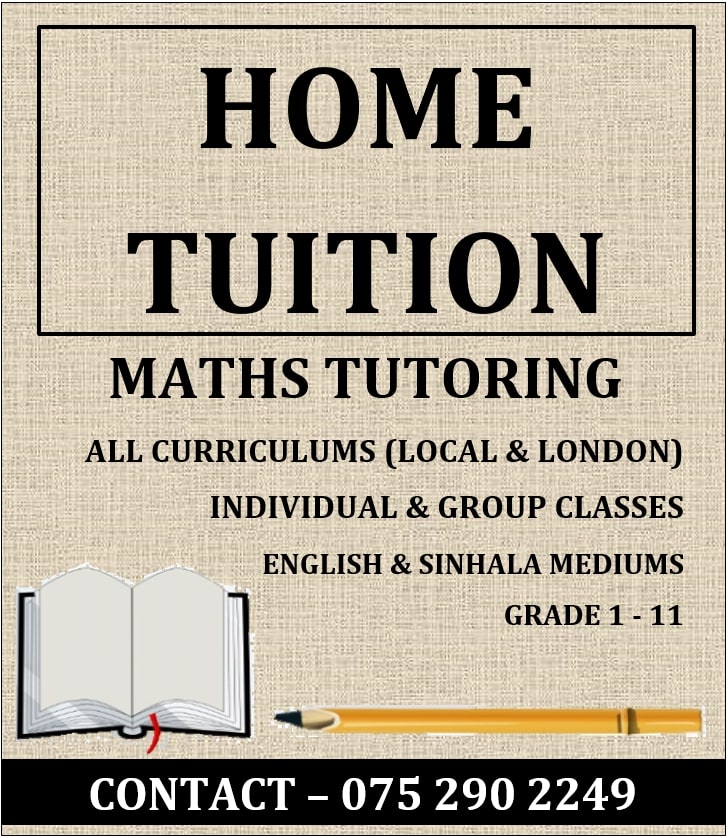 HOME
TUITION
MATHS TUTORING
ALL CURRICULUMS (LOCAL & LONDON)
INDIVIDUAL & GROUP CLASSES
ENGLISH & SINHALA MEDIUMS
GRADE 1 - 11
CONTACT – 075 290 2249